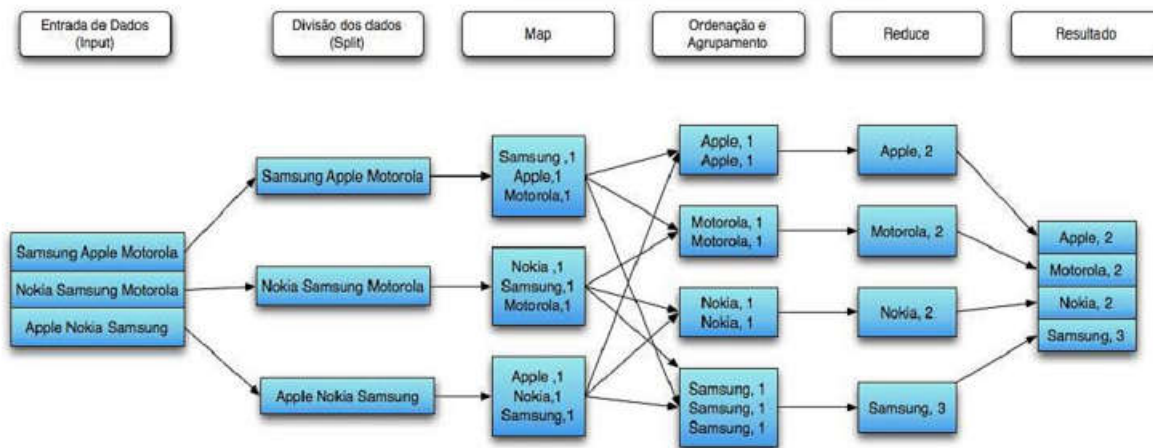 Entrada de Dados
(Input)
Divisão dos dados
(Split)
Map
Ordenação e
Agrupamento
Reduce
Resultado
Samsung Apple Motorola
Nokia Samsung Motorola
Apple Nokia Samsung
Samsung Apple Motorola
Nokia Samsung Motorola
Apple Nokia Samsung
Samsung ,1
Apple,1
Motorola,1
Nokia ,1
Samsung,1
Motorola,1
Apple ,1
Nokia,1
Samsung,1
Apple, 1
Apple, 1
Motorola, 1
Motorola, 1
Nokia, 1
Nokia, 1
Samsung, 1
Samsung, 1
Samsung, 1
Apple, 2
Motorola, 2
Nokia, 2
Samsung, 3
Apple, 2
Motorola, 2
Nokia, 2
Samsung, 3